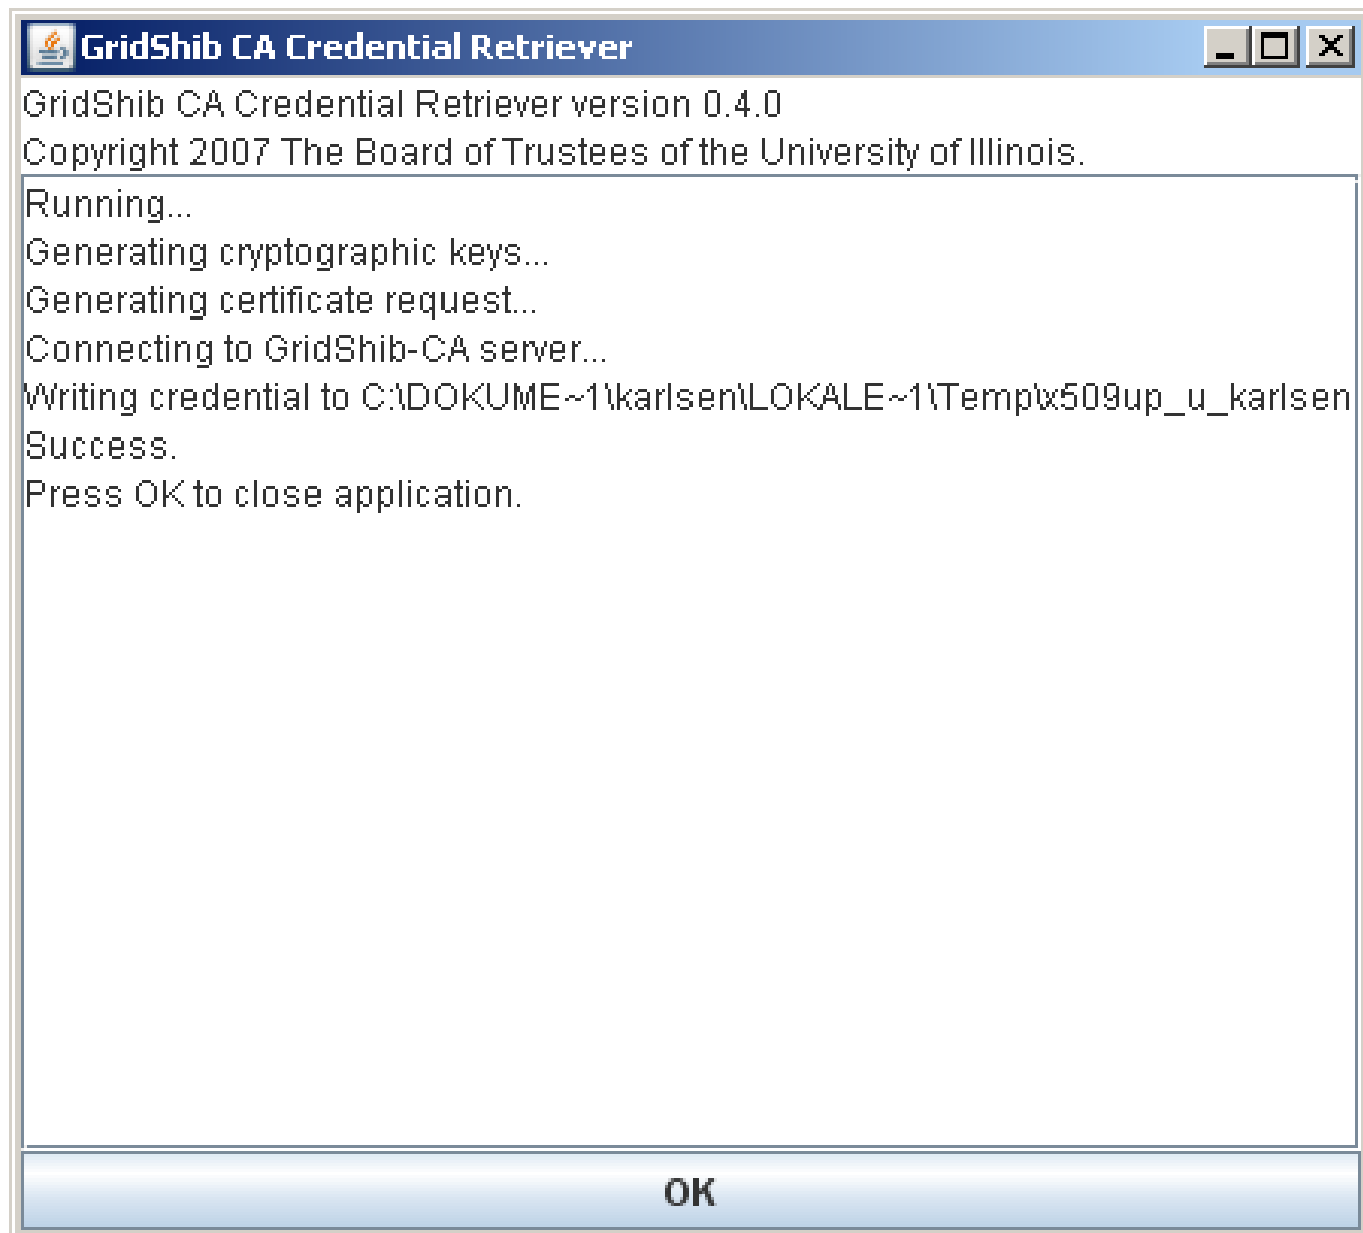 GridShib CA Credential Retriever
GridShib CA Credential Retriever version 0.4.0
Copyright 2007 The Board of Trustees of the University of Illinois.
Running...
Generating cryptographic keys...
Generating certificate request...
Connecting to GridShib-CA server...
Writing credential to C:\DOKUME~1\karlsen\LOKALE~1\Temp\x509up_u_karlsen
Success.
Press OK to close application.
OK